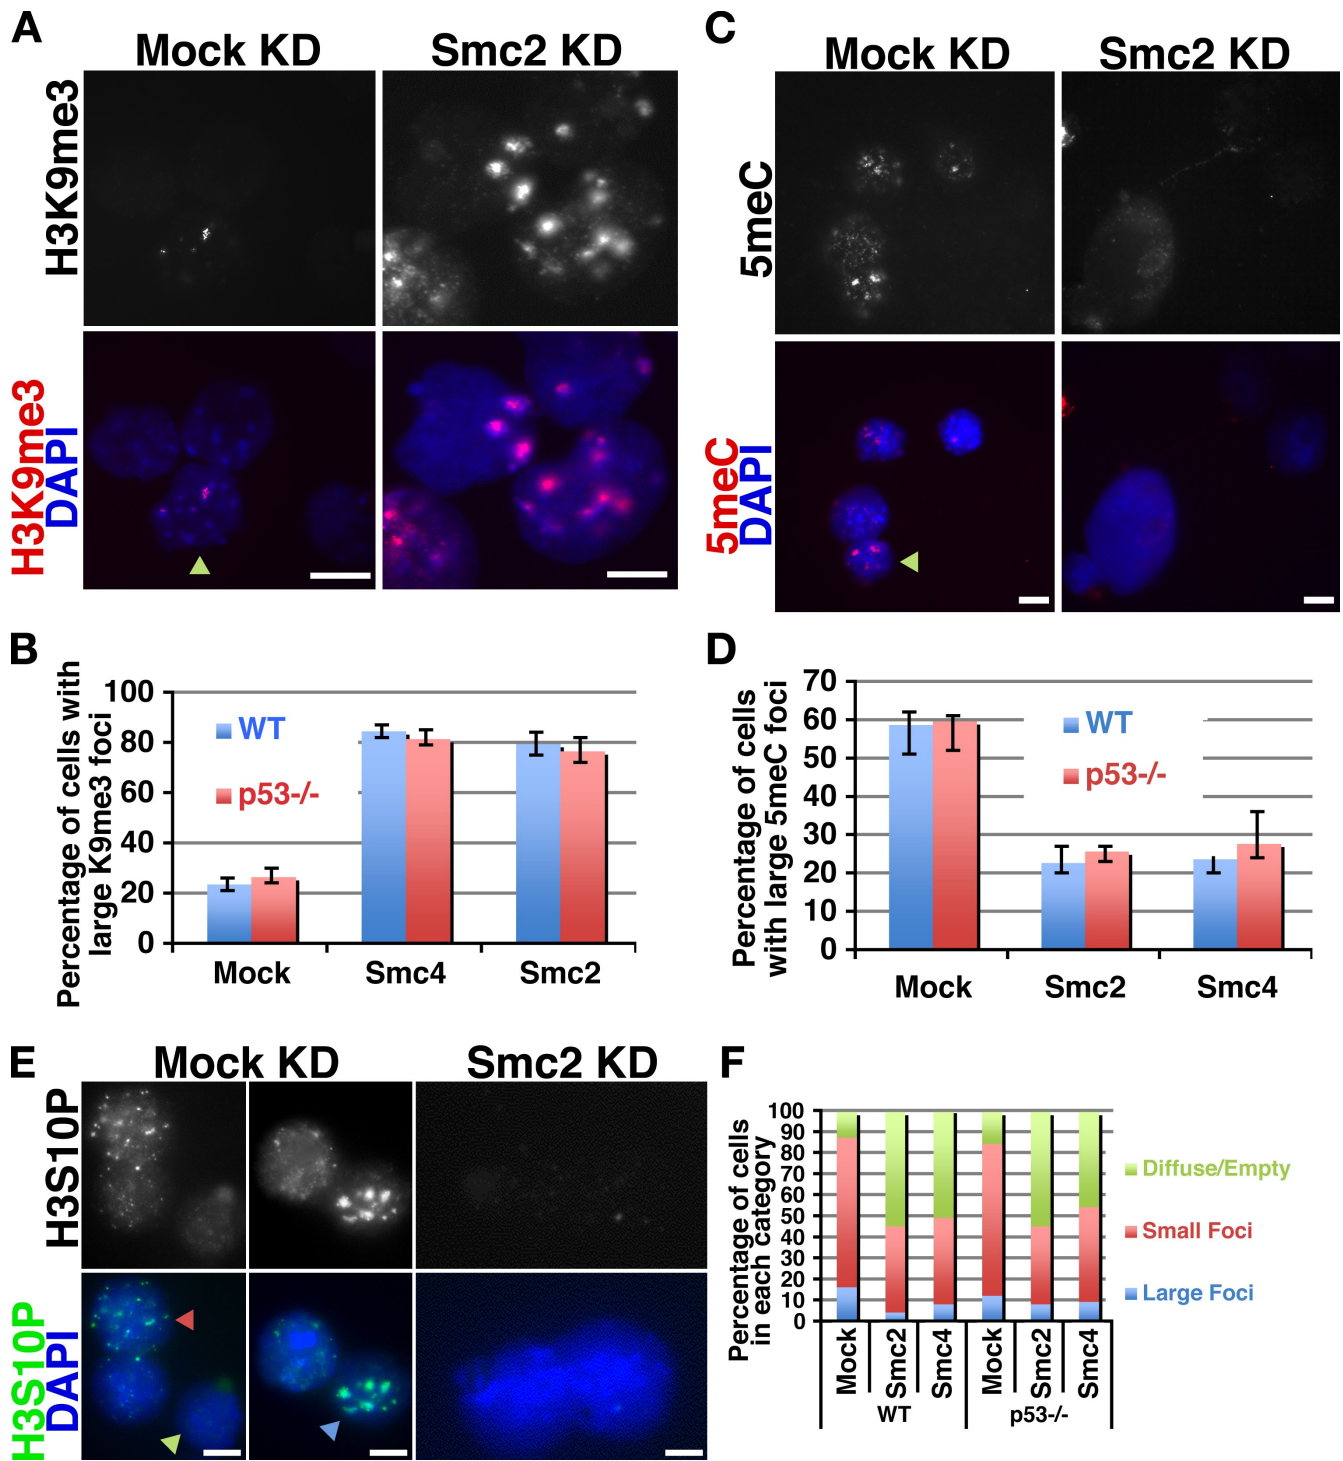 A
Mock KD
Smc2 KD
H3K9me3
H3K9me3
DAPI
C
Mock KD
Smc2 KD
5meC
5meC
DAPI
B
Percentage of cells with
large K9me3 foci
100
80
60
40
20
0
WT
p53-/-
Mock
Smc4
Smc2
D
Percentage of cells
with large 5meC foci
70
60
50
40
30
20
10
0
WT
p53-/-
Mock
Smc2
Smc4
E
Mock KD
Smc2 KD
H3S10P
H3S10P
DAPI
F
Percentage of cells
in each category
100
90
80
70
60
50
40
30
20
10
0
Mock
Smc2
Smc4
Mock
Smc2
Smc4
WT
p53-/-
Diffuse/Empty
Small Foci
Large Foci